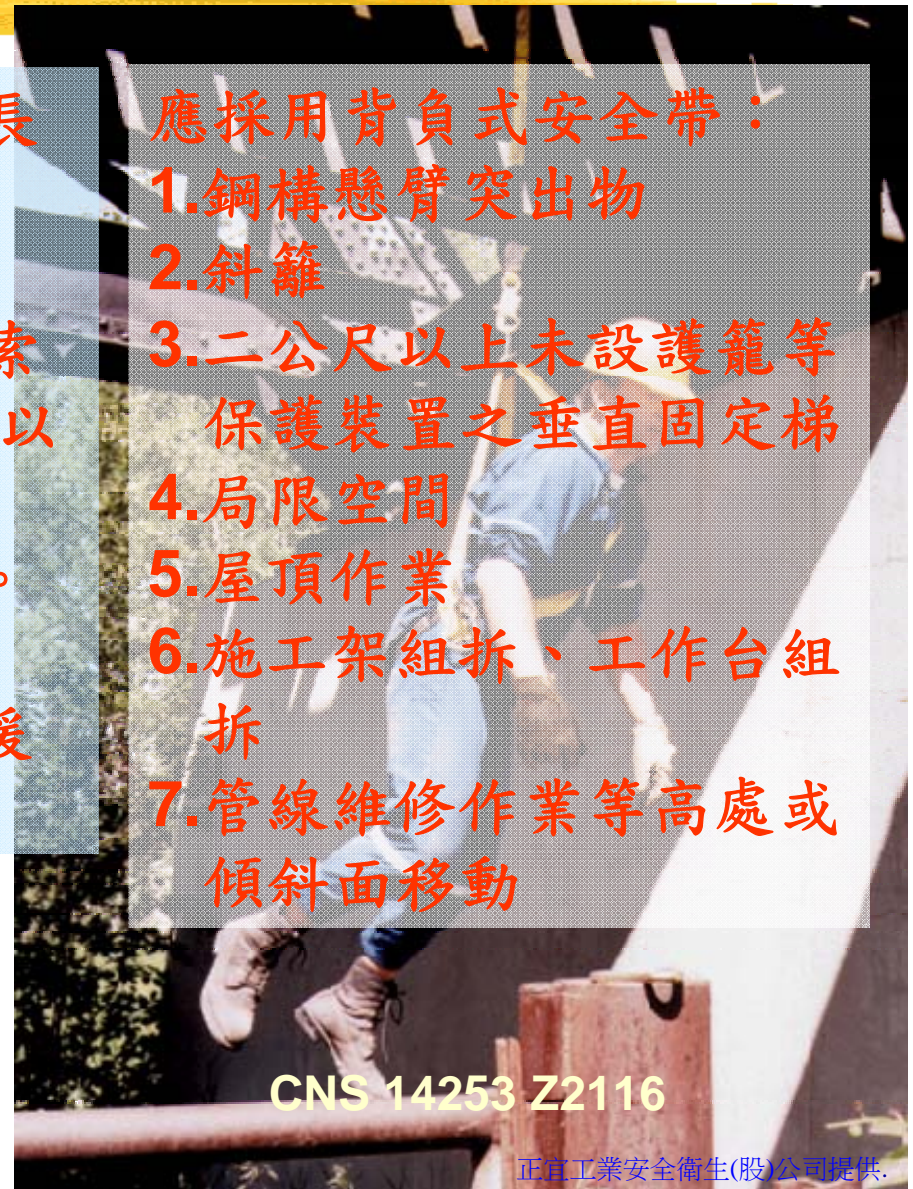 長
索
以
。
援
應採用背負式安全帶：
1.鋼構懸臂突出物
2.斜籬
3.二公尺以上未設護籠等
保護裝置之垂直固定梯
4.局限空間
5.屋頂作業
6.施工架組拆、工作台組
拆
7.管線維修作業等高處或
傾斜面移動
CNS 14253 Z2116
正宜工業安全衛生(股)公司提供.